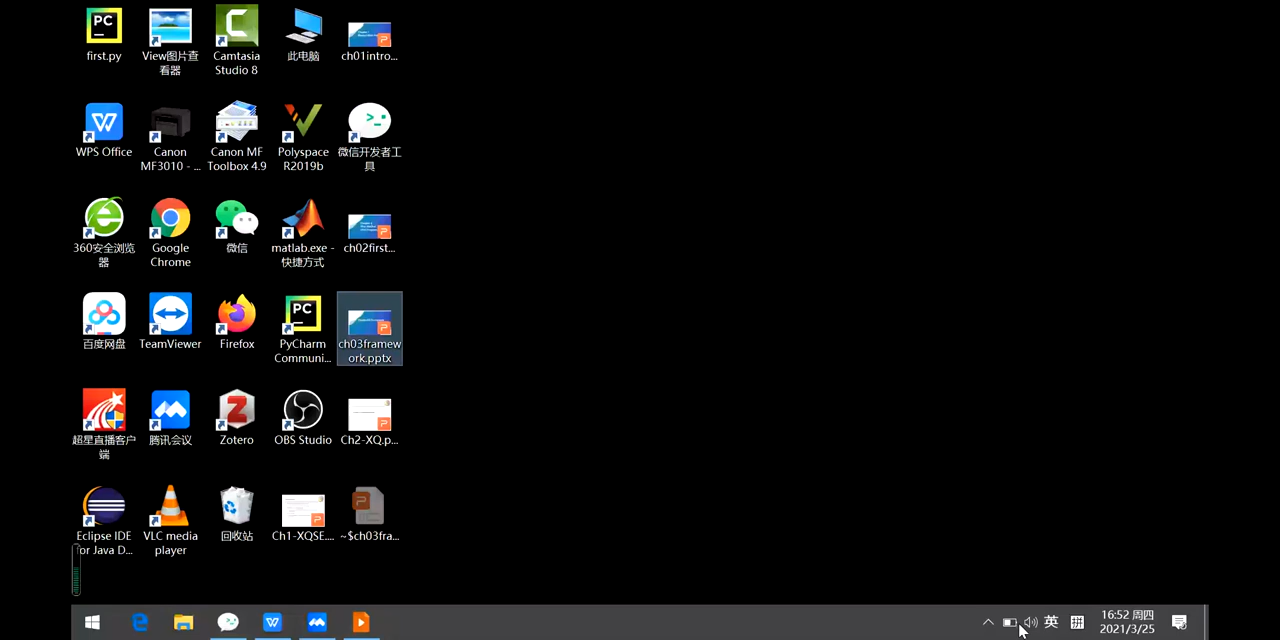 first.py
View图片查
看器
Camtasia
Studio 8
此电脑
ch01intro...
WPS Office
Canon
MF3010 - ...
Canon MF
Toolbox 4.9
Polyspace
R2019b
微信开发者工
具
360安全浏览
器
Google
Chrome
微信
matlab.exe -
快捷方式
ch02first...
百度网盘
TeamViewer
Firefox
PyCharm
Communi...
ch03framew
ork.pptx
超星直播客户
端
腾讯会议
Zotero
OBS Studio
Ch2-XQ.p...
Eclipse IDE
for Java D...
VLC media
player
回收站
Ch1-XQSE....
~$ch03fra...
英
拼
16:52 周四
2021/3/25